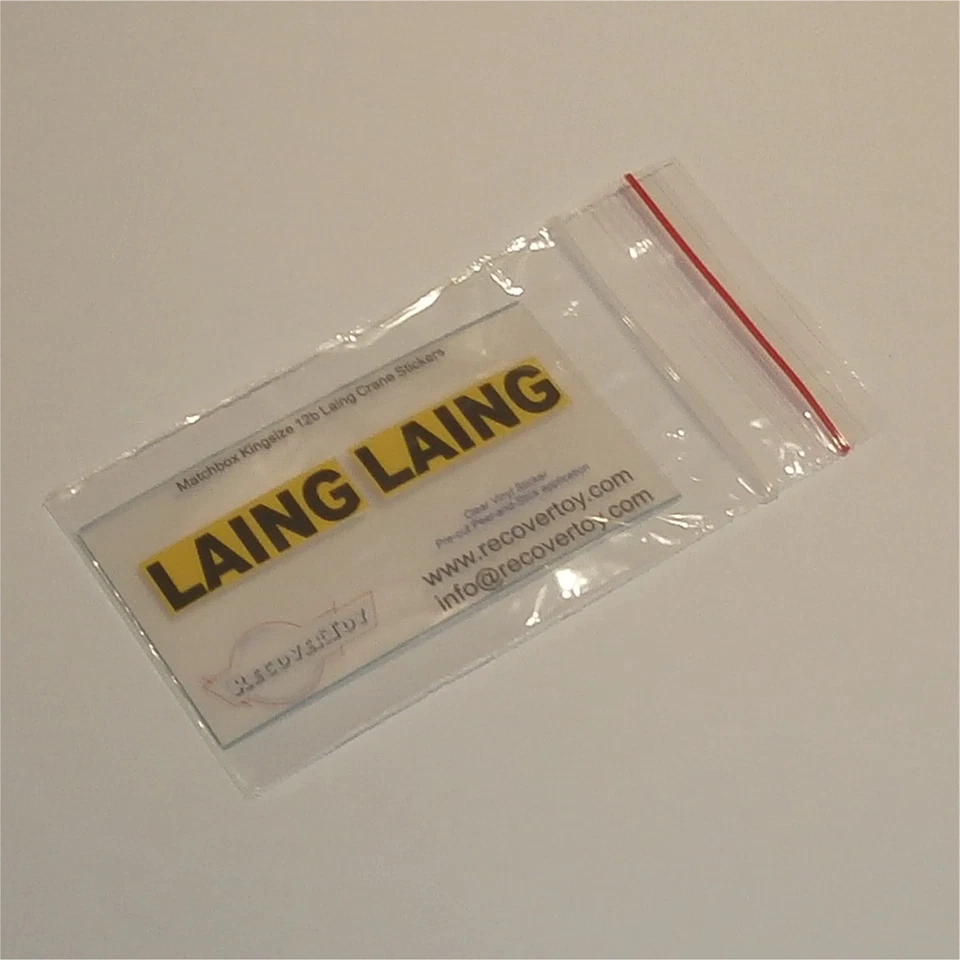 Matchbox Kingsize 12b Laing Crane Stickers
LAING LAING
Clear Vinyl Sticker
Pre-cut Peel-and-Stick Application
www.recovertoy.com
info@recovertoy.com
RecoverToy